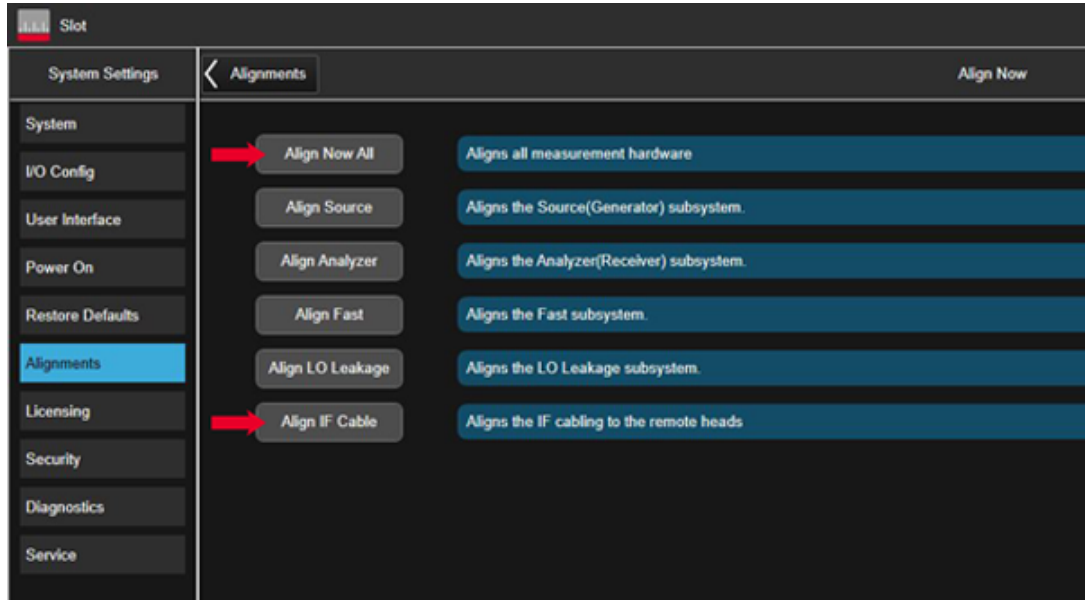 Slot
System Settings
Alignments
Align Now
System
I/O Config
User Interface
Power On
Restore Defaults
Alignments
Licensing
Security
Diagnostics
Service
Align Now All
Aligns all measurement hardware
Align Source
Aligns the Source(Generator) subsystem.
Align Analyzer
Aligns the Analyzer(Receiver) subsystem.
Align Fast
Aligns the Fast subsystem.
Align LO Leakage
Aligns the LO Leakage subsystem.
Align IF Cable
Aligns the IF cabling to the remote heads